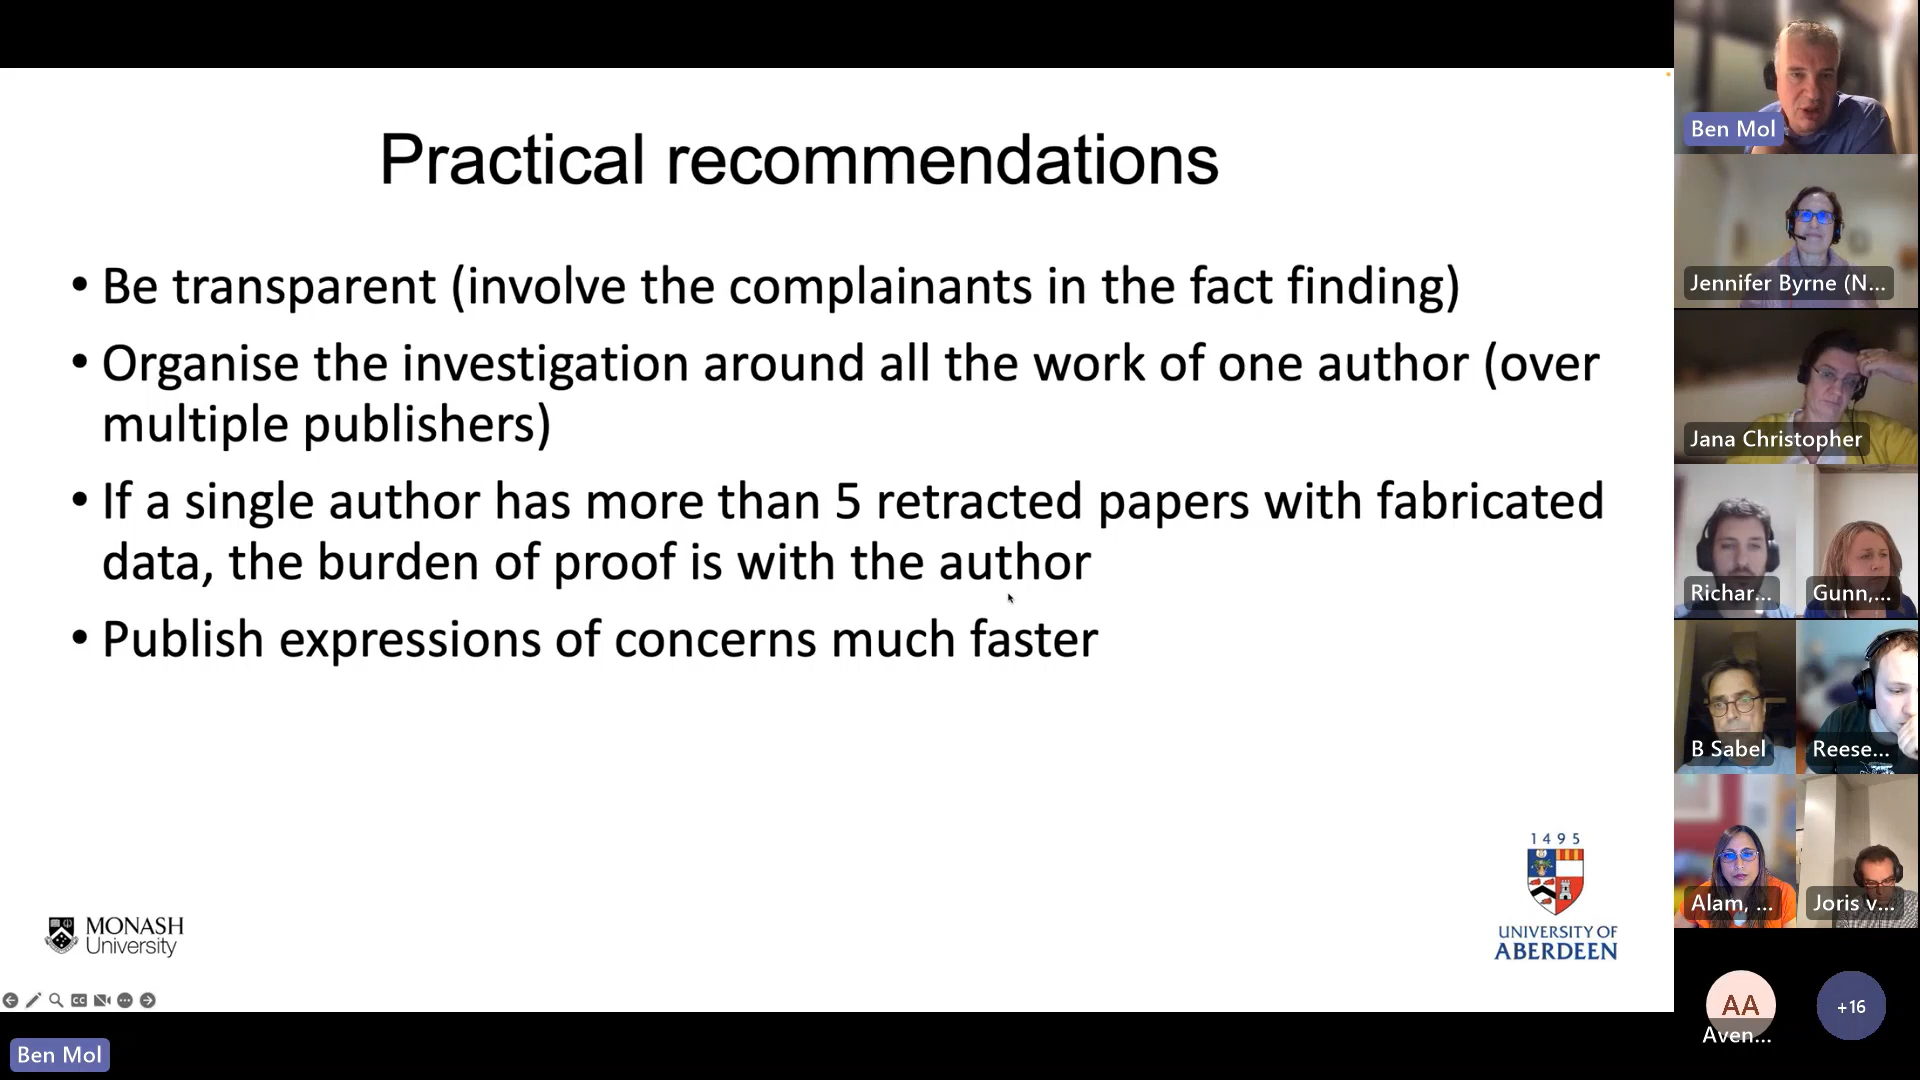 Practical recommendations
• Be transparent (involve the complainants in the fact finding)
• Organise the investigation around all the work of one author (over
multiple publishers)
• If a single author has more than 5 retracted papers with fabricated
data, the burden of proof is with the author
• Publish expressions of concerns much faster
MONASH
University
1495
UNIVERSITY OF
ABERDEEN
CC
Ben Mol
Ben Mol
Jennifer Byrne (N...
Jana Christopher
Richar...
Gunn,...
B Sabel
Reese...
Alam, ...
Joris v...
AA
Aven...
+16